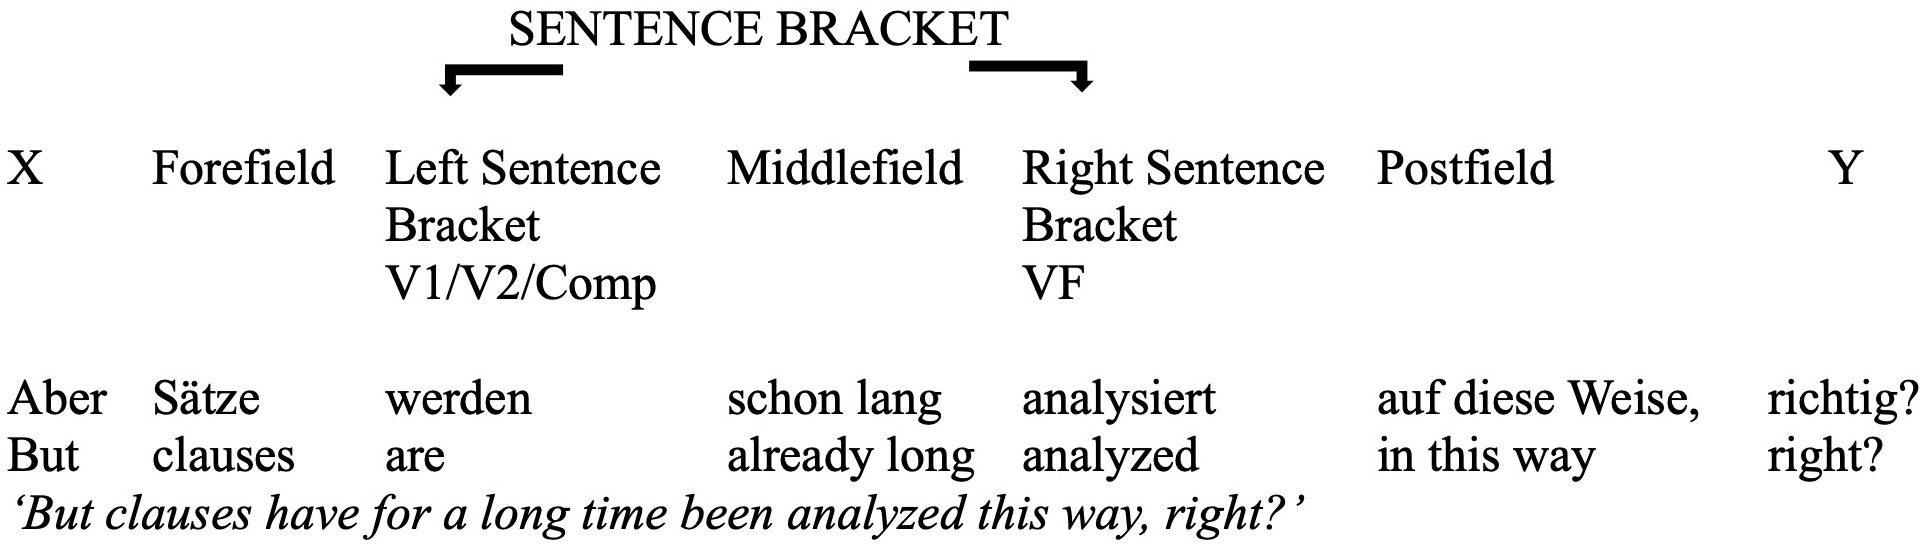 SENTENCE BRACKET
X Forefield Left Sentence Middlefield Right Sentence Postfield Y
Bracket Bracket
V1/V2/Comp VF
Aber Sätze werden schon lang analysiert auf diese Weise, richtig?
But clauses are already long analyzed in this way right?
‘But clauses have for a long time been analyzed this way, right?’